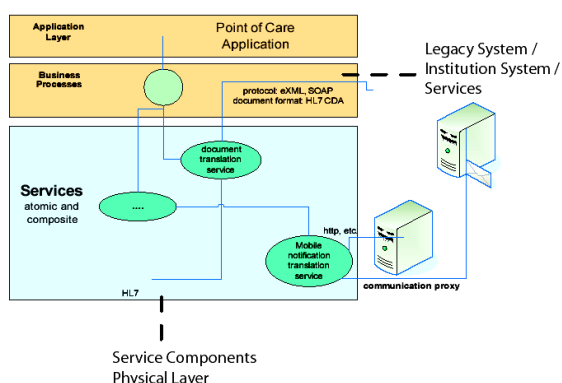 Application
Layer
Point of Care
Application
Legacy System /
Institution System /
Services
Business
Processes
protocol: eXML, SOAP
document format: HL7 CDA
document
translation
service
Services
atomic and
composite
....
http, etc.
Mobile
notification
translation
service
communication proxy
HL7
Service Components
Physical Layer